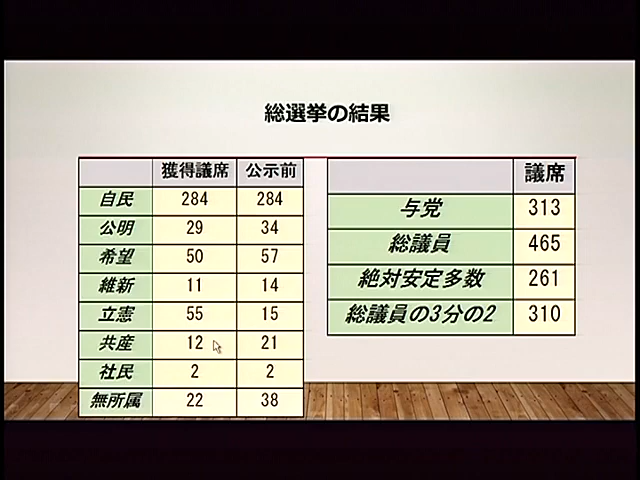 総選挙の結果
獲得議席 公示前
自民 284 284
公明 29 34
希望 50 57
維新 11 14
立憲 55 15
共産 12 21
社民 2 2
無所属 22 38
議席
与党 313
総議員 465
絶対安定多数 261
総議員の3分の2 310